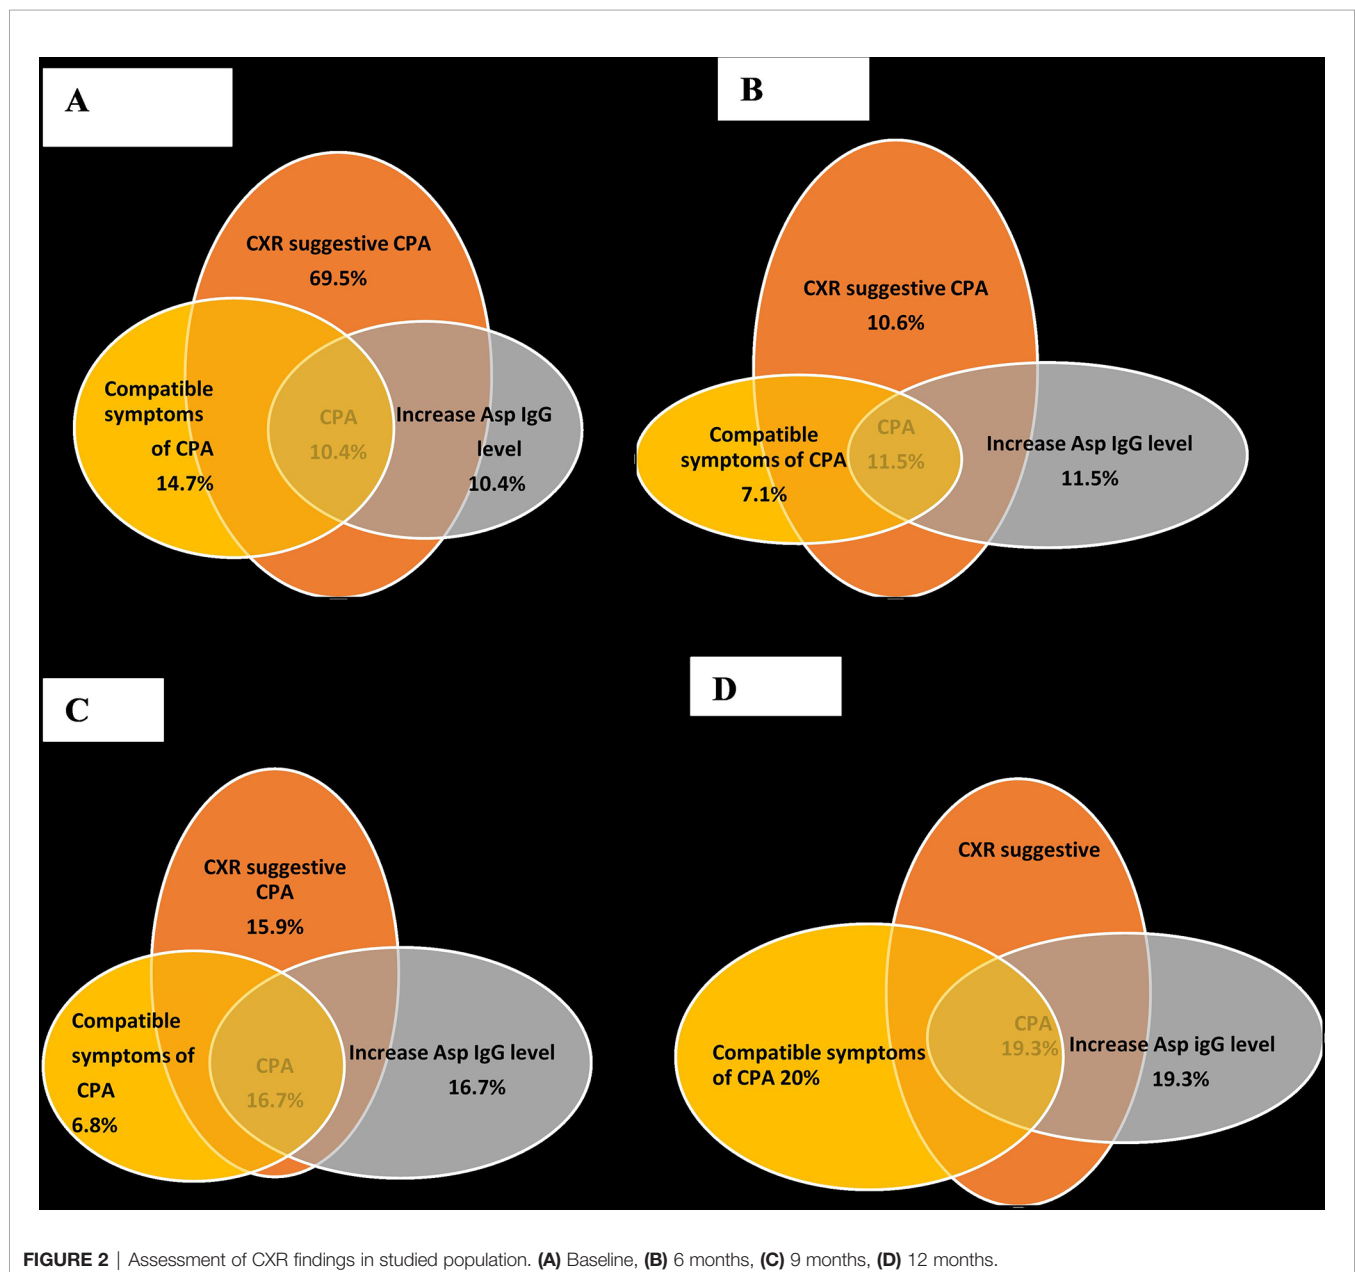 A
CXR suggestive CPA
69.5%
Compatible
symptoms
of CPA
14.7%
CPA
10.4%
Increase Asp IgG
level
10.4%
B
CXR suggestive CPA
10.6%
Compatible
symptoms of CPA
7.1%
CPA
11.5%
Increase Asp IgG level
11.5%
C
CXR suggestive
CPA
15.9%
Compatible
symptoms of
CPA
6.8%
CPA
16.7%
Increase Asp IgG level
16.7%
D
CXR suggestive
Compatible symptoms
of CPA 20%
CPA
19.3%
Increase Asp igG level
19.3%
FIGURE 2 | Assessment of CXR findings in studied population. (A) Baseline, (B) 6 months, (C) 9 months, (D) 12 months.